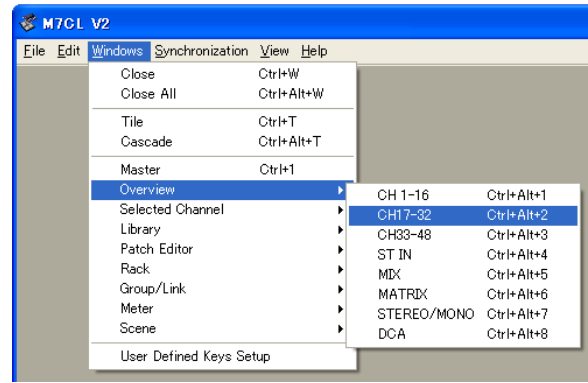 M7CL V2
File Edit Windows Synchronization View Help
Close Ctrl+W
Close All Ctrl+Alt+W
Tile Ctrl+T
Cascade Ctrl+Alt+T
Master Ctrl+1
Overview
Selected Channel
Library
Patch Editor
Rack
Group/Link
Meter
Scene
User Defined Keys Setup
CH 1-16 Ctrl+Alt+1
CH17-32 Ctrl+Alt+2
CH33-48 Ctrl+Alt+3
ST IN Ctrl+Alt+4
MIX Ctrl+Alt+5
MATRIX Ctrl+Alt+6
STEREO/MONO Ctrl+Alt+7
DCA Ctrl+Alt+8